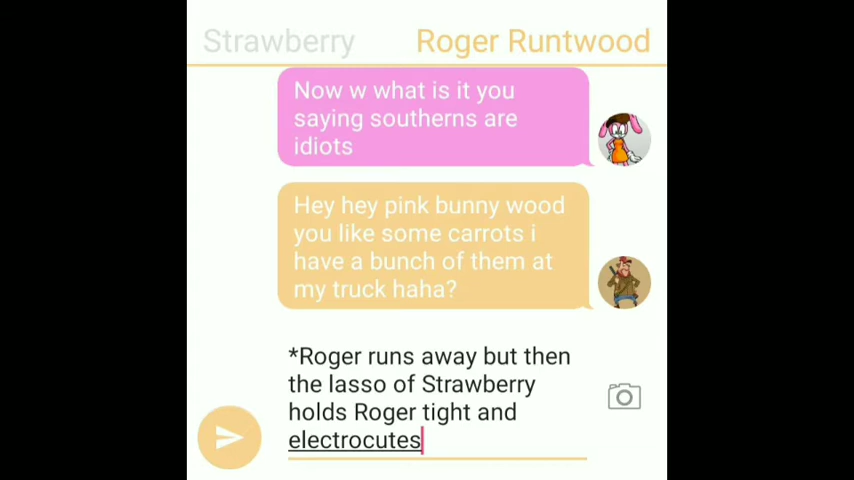 Strawberry Roger Runtwood
Now w what is it you
saying southerns are
idiots
Hey hey pink bunny wood
you like some carrots i
have a bunch of them at
my truck haha?
*Roger runs away but then
the lasso of Strawberry
holds Roger tight and
electrocutes